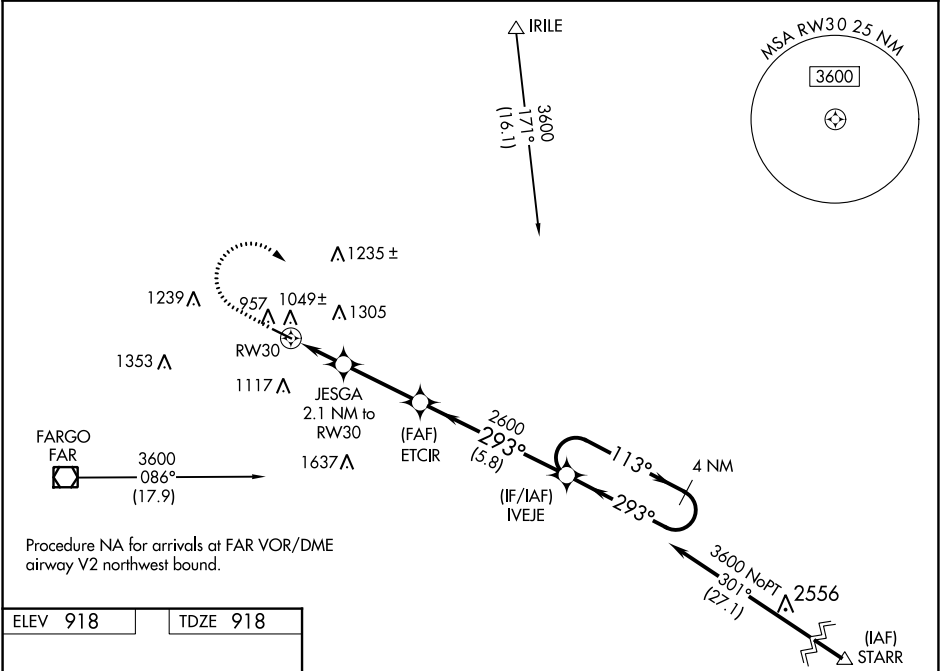 IRILE
3600
171°
(16.1)
MSA RW30 25 NM
3600
1235 ±
1239
957
1049±
1305
RW30
1353
1117
JESGA
2.1 NM to
RW30
(FAF)
ETCIR
2600
293°
(5.8)
113°
4 NM
293°
(IF/IAF)
IVEJE
1637
FARGO
FAR
3600
086°
(17.9)
Procedure NA for arrivals at FAR VOR/DME
airway V2 northwest bound.
3600 NoPT
301°
(27.1)
2556
(IAF)
STARR
ELEV 918
TDZE 918